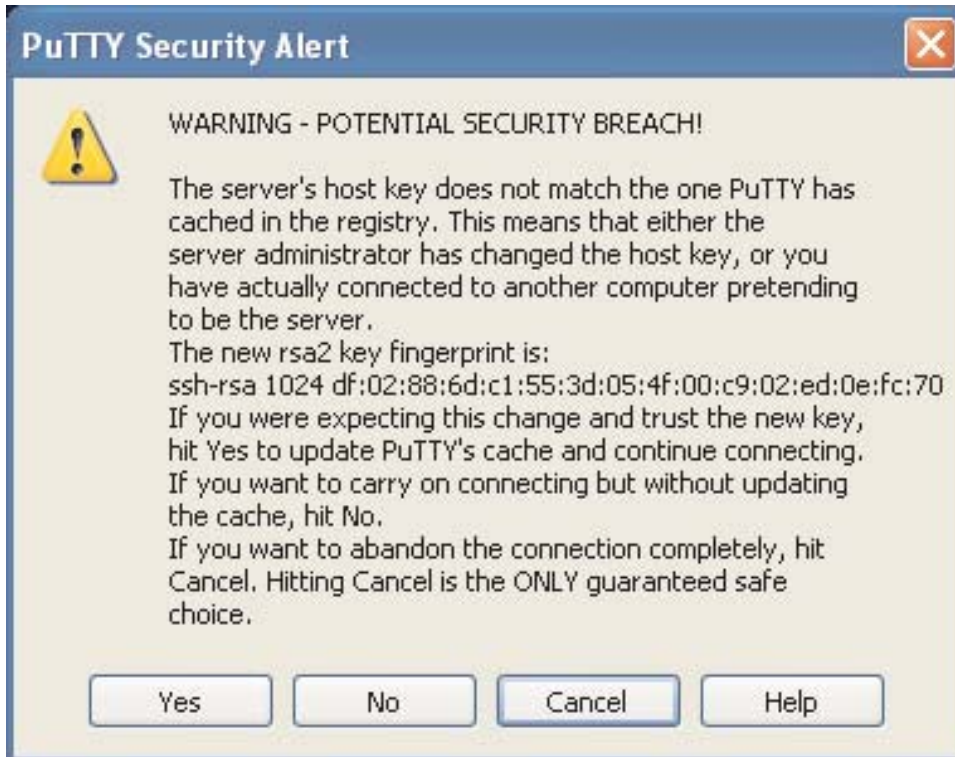 PuTTY Security Alert
WARNING - POTENTIAL SECURITY BREACH!
The server's host key does not match the one PuTTY has
cached in the registry. This means that either the
server administrator has changed the host key, or you
have actually connected to another computer pretending
to be the server.
The new rsa2 key fingerprint is:
ssh-rsa 1024 df:02:88:6d:c1:55:3d:05:4f:00:c9:02:ed:0e:fc:70
If you were expecting this change and trust the new key,
hit Yes to update PuTTY's cache and continue connecting.
If you want to carry on connecting but without updating
the cache, hit No.
If you want to abandon the connection completely, hit
Cancel. Hitting Cancel is the ONLY guaranteed safe
choice.
Yes No Cancel Help